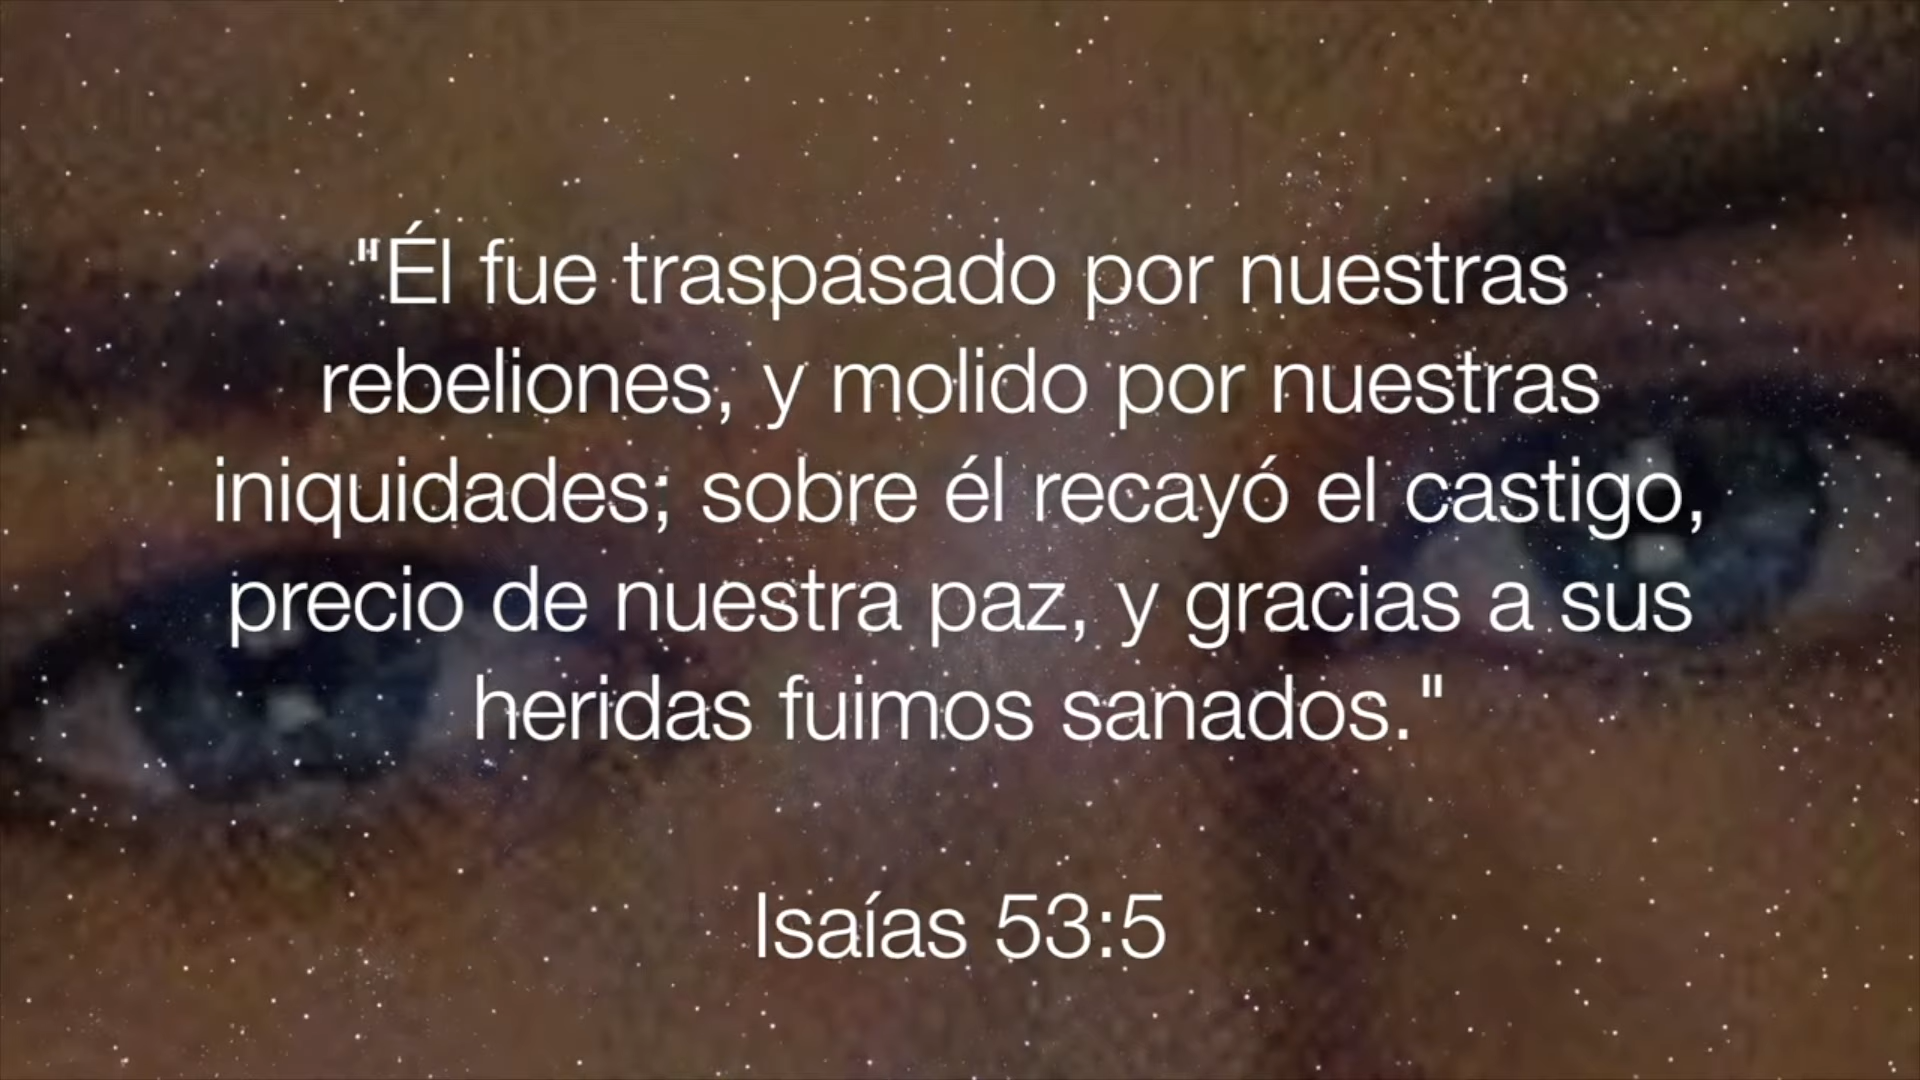 "Él fue traspasado por nuestras
rebeliones, y molido por nuestras
iniquidades; sobre él recayó el castigo,
precio de nuestra paz, y gracias a sus
heridas fuimos sanados."
Isaías 53:5